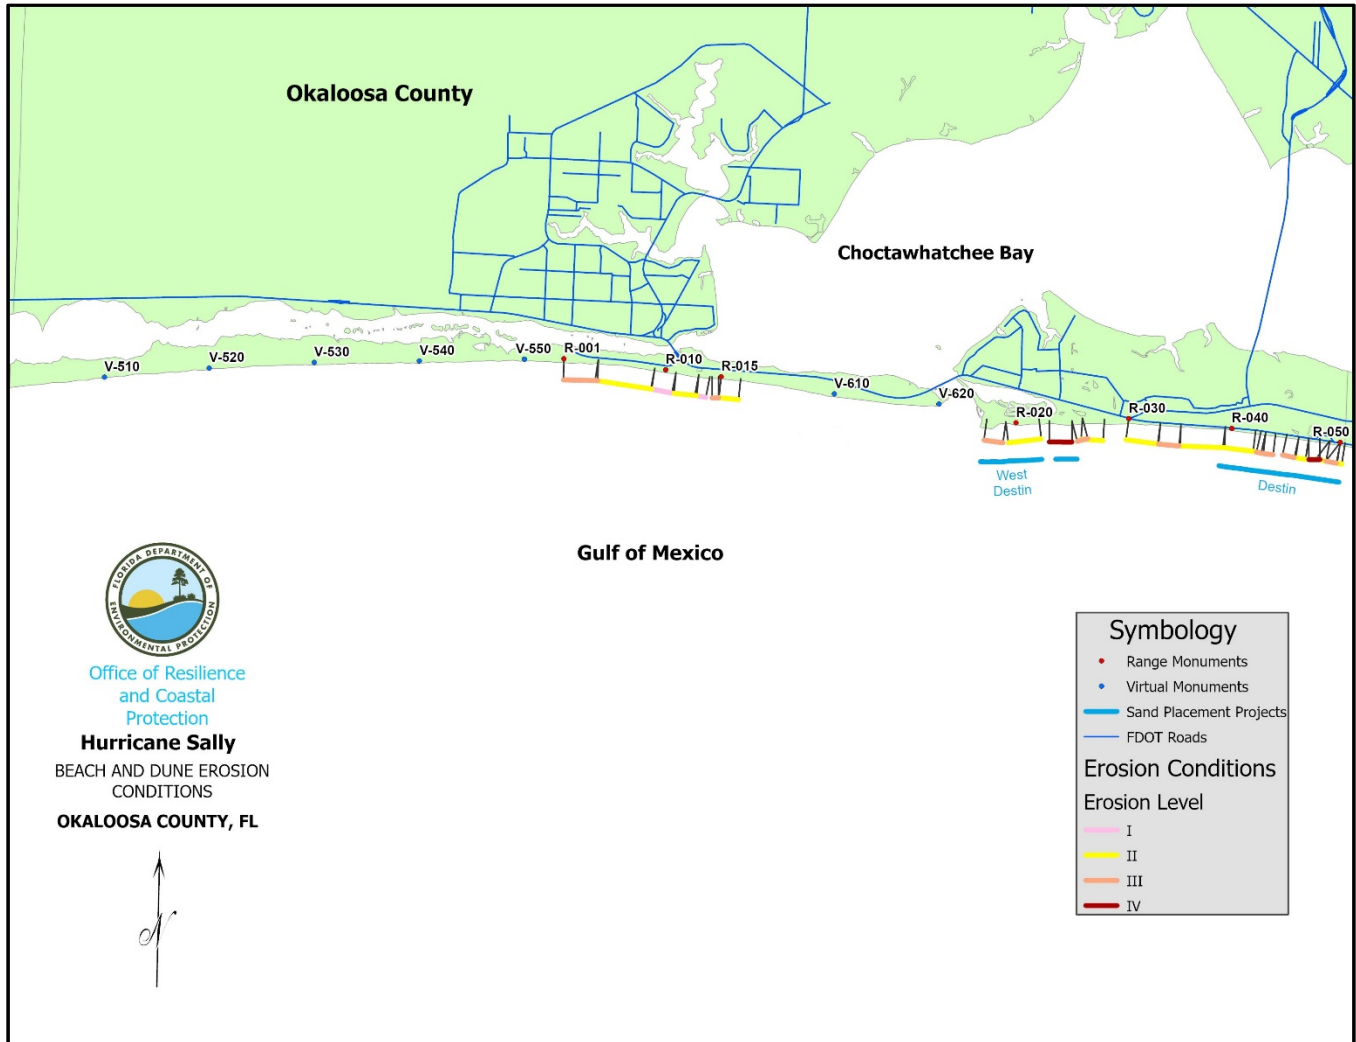 Okaloosa County
Choctawhatchee Bay
V-510
V-520
V-530
V-540
V-550
R-001
R-010
R-015
V-610
V-620
R-020
R-030
R-040
R-050
West
Destin
Destin
Gulf of Mexico
FLORIDA DEPARTMENT OF
ENVIRONMENTAL PROTECTION
Office of Resilience
and Coastal
Protection
Hurricane Sally
BEACH AND DUNE EROSION
CONDITIONS
OKALOOSA COUNTY, FL
N
Symbology
Range Monuments
Virtual Monuments
Sand Placement Projects
FDOT Roads
Erosion Conditions
Erosion Level
I
II
III
IV